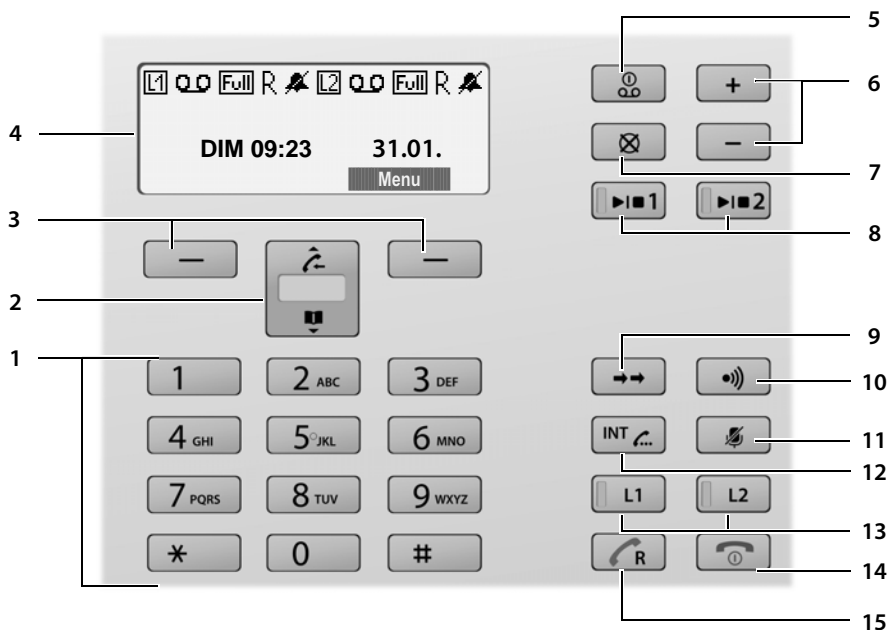 5
L1 Full R L2 Full R
+
6
4
DIM 09:23 31.01.
−
Menu
7
1 2
8
3
— —
2
9
1
1 2 ABC 3 DEF
10
4 GHI 5 JKL 6 MNO
INT
11
12
7 PQRS 8 TUV 9 WXYZ
L1 L2
13
* 0 #
R
14
15